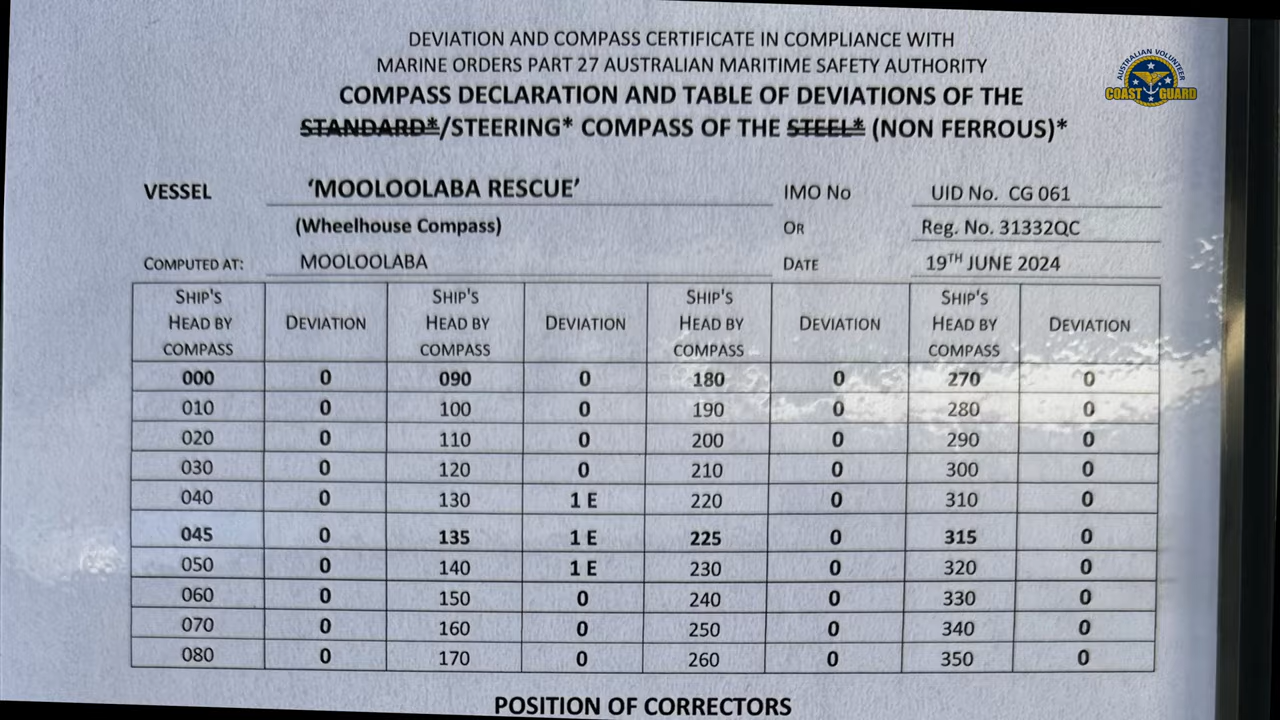 DEVIATION AND COMPASS CERTIFICATE IN COMPLIANCE WITH
MARINE ORDERS PART 27 AUSTRALIAN MARITIME SAFETY AUTHORITY
COMPASS DECLARATION AND TABLE OF DEVIATIONS OF THE
STANDARD*/STEERING* COMPASS OF THE STEEL* (NON FERROUS)*
AUSTRALIAN VOLUNTEER
COAST GUARD
VESSEL 'MOOLOOLABA RESCUE' IMO No UID No. CG 061
(Wheelhouse Compass) OR Reg. No. 31332QC
COMPUTED AT: MOOLOOLABA DATE 19TH JUNE 2024
SHIP'S SHIP'S SHIP'S SHIP'S
HEAD BY DEVIATION HEAD BY DEVIATION HEAD BY DEVIATION HEAD BY DEVIATION
COMPASS COMPASS COMPASS COMPASS
000 0 090 0 180 0 270 0
010 0 100 0 190 0 280 0
020 0 110 0 200 0 290 0
030 0 120 0 210 0 300 0
040 0 130 1 E 220 0 310 0
045 0 135 1 E 225 0 315 0
050 0 140 1 E 230 0 320 0
060 0 150 0 240 0 330 0
070 0 160 0 250 0 340 0
080 0 170 0 260 0 350 0
POSITION OF CORRECTORS